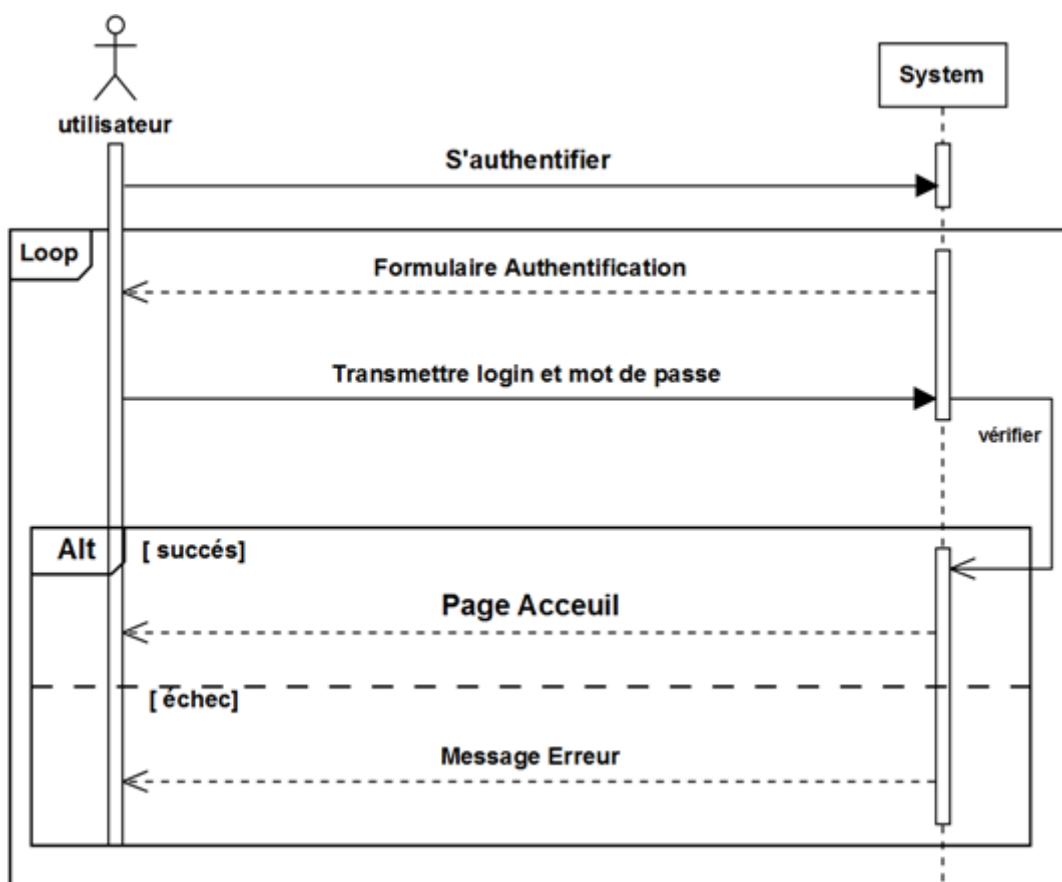 System
utilisateur
S'authentifier
Loop
Formulaire Authentification
Transmettre login et mot de passe
vérifier
Alt
[ succés]
Page Acceuil
[ échec]
Message Erreur